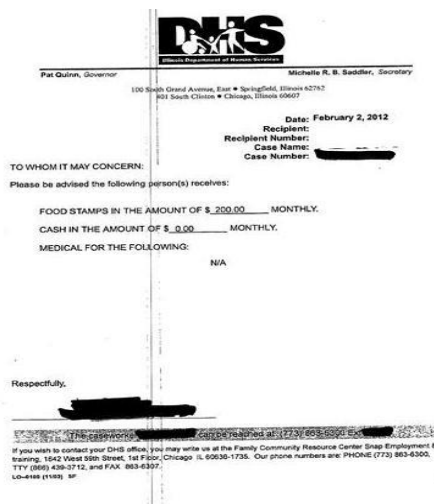 DHS
Illinois Department of Human Services
Pat Quinn, Governor
Michelle R. B. Saddler, Secretary
100 South Grand Avenue, East • Springfield, Illinois 62762
401 South Clinton • Chicago, Illinois 60607
Date: February 2, 2012
Recipient:
Recipient Number:
Case Name:
Case Number:
TO WHOM IT MAY CONCERN:
Please be advised the following person(s) receives:
FOOD STAMPS IN THE AMOUNT OF $ 200.00 MONTHLY.
CASH IN THE AMOUNT OF $ 0.00 MONTHLY.
MEDICAL FOR THE FOLLOWING:
N/A
Respectfully,
The caseworker can be reached at: (773) 863-6300 Ext
If you wish to contact your DHS office, you may write us at the Family Community Resource Center Snap Employment
training, 1642 West 59th Street, 1st Floor, Chicago IL 60636-1735. Our phone numbers are: PHONE (773) 863-6300,
TTY (866) 439-3712, and FAX 863-6307.
LO-4105 (11/03) SF